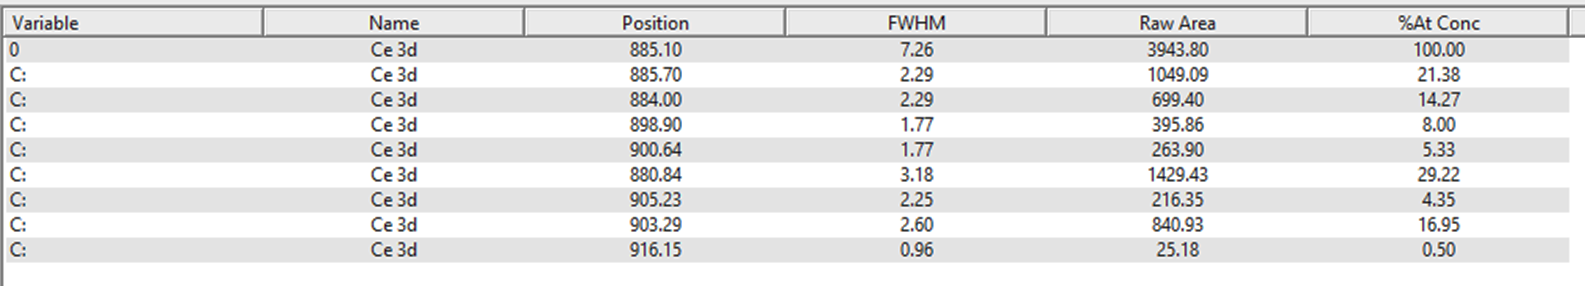 Variable Name Position FWHM Raw Area %At Conc
0 Ce 3d 885.10 7.26 3943.80 100.00
C: Ce 3d 885.70 2.29 1049.09 21.38
C: Ce 3d 884.00 2.29 699.40 14.27
C: Ce 3d 898.90 1.77 395.86 8.00
C: Ce 3d 900.64 1.77 263.90 5.33
C: Ce 3d 880.84 3.18 1429.43 29.22
C: Ce 3d 905.23 2.25 216.35 4.35
C: Ce 3d 903.29 2.60 840.93 16.95
C: Ce 3d 916.15 0.96 25.18 0.50